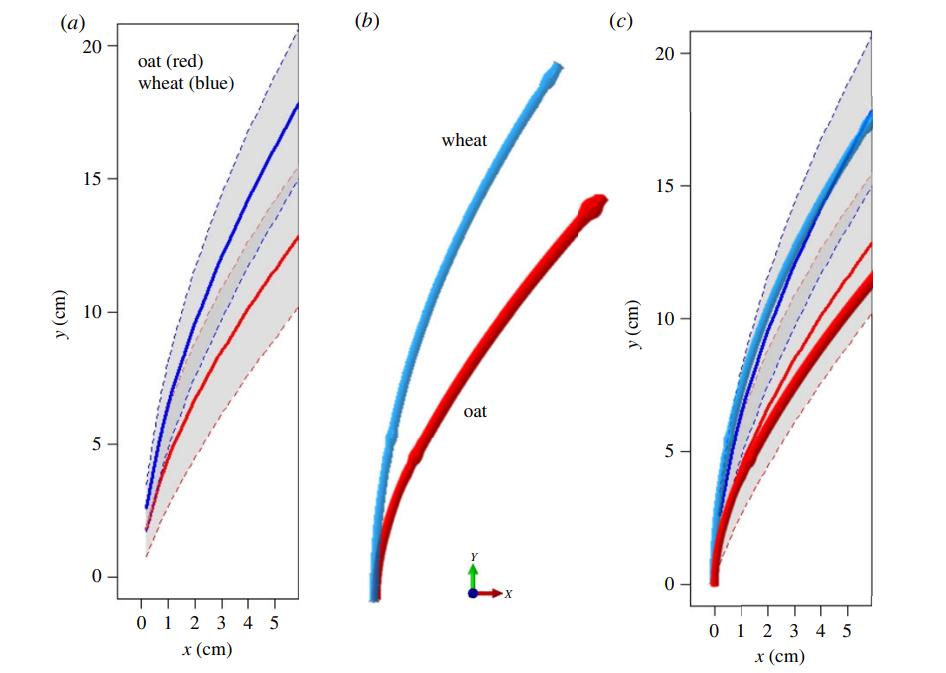 (a)
oat (red)
wheat (blue)
20
15
10
5
0
y (cm)
0 1 2 3 4 5
x (cm)
(b)
wheat
oat
Y
X
(c)
20
15
10
5
0
y (cm)
0 1 2 3 4 5
x (cm)